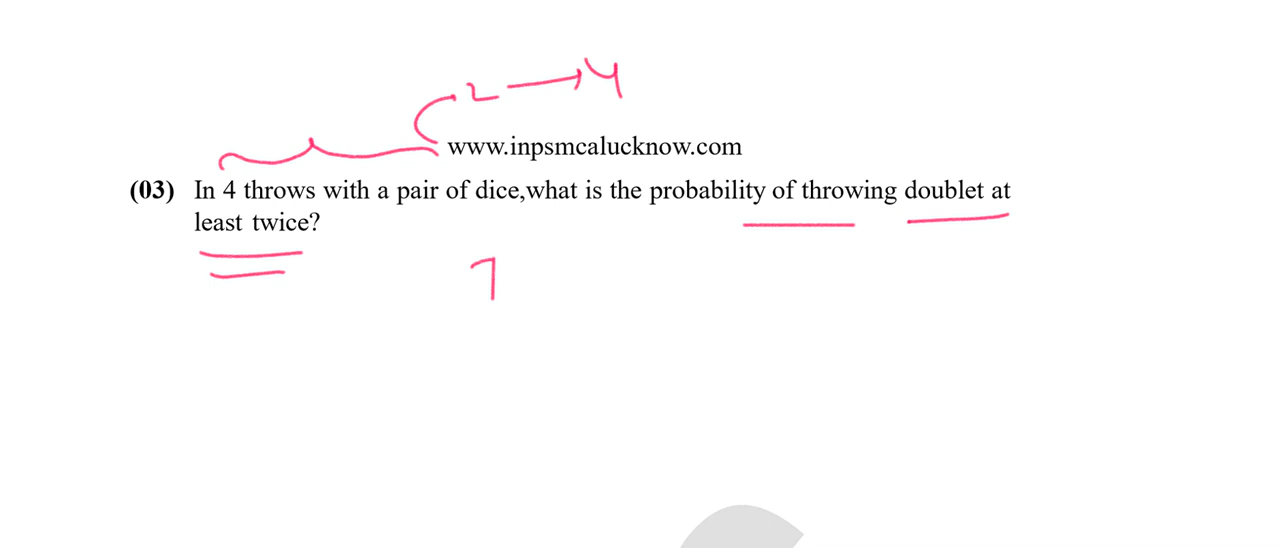 2 → 4
www.inpsmcalucknow.com
(03) In 4 throws with a pair of dice,what is the probability of throwing doublet at
least twice?